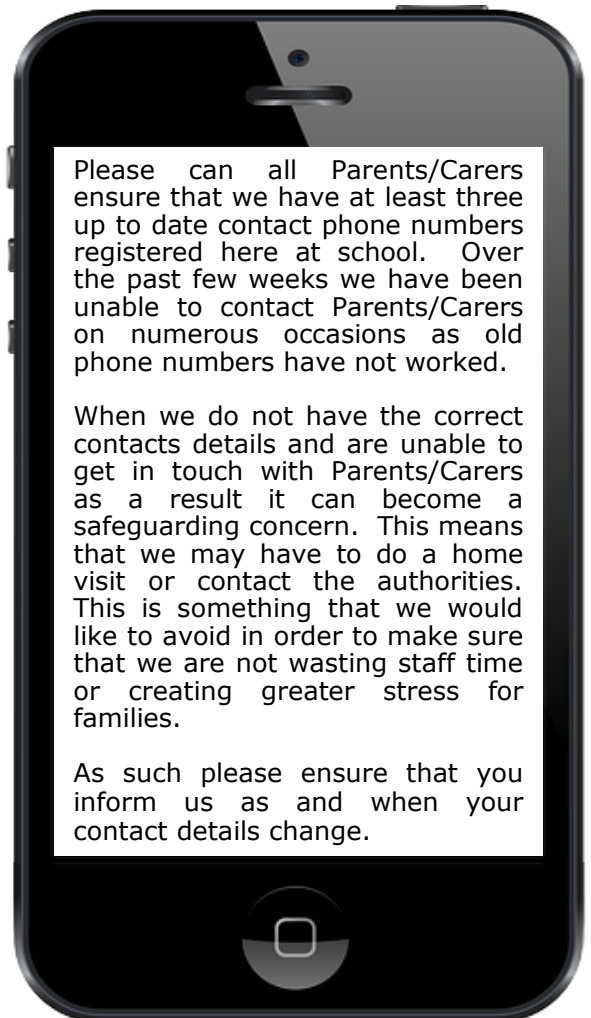 Please can all Parents/Carers
ensure that we have at least three
up to date contact phone numbers
registered here at school.  Over
the past few weeks we have been
unable to contact Parents/Carers
on numerous occasions as old
phone numbers have not worked.

When we do not have the correct
contacts details and are unable to
get in touch with Parents/Carers
as a result it can become a
safeguarding concern.  This means
that we may have to do a home
visit or contact the authorities.
This is something that we would
like to avoid in order to make sure
that we are not wasting staff time
or creating greater stress for
families.

As such please ensure that you
inform us as and when your
contact details change.